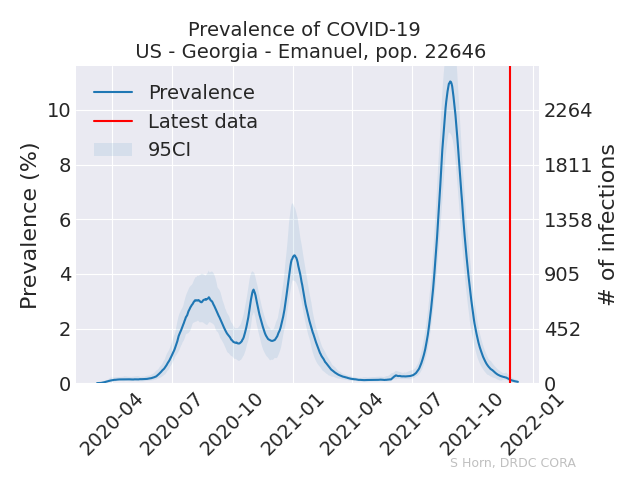 Prevalence of COVID-19
US - Georgia - Emanuel, pop. 22646
Prevalence
Latest data
95CI
Prevalence (%)
10
8
6
4
2
0
2264
1811
1358
905
452
0
# of infections
2020-04
2020-07
2020-10
2021-01
2021-04
2021-07
2021-10
2022-01
S Horn, DRDC CORA